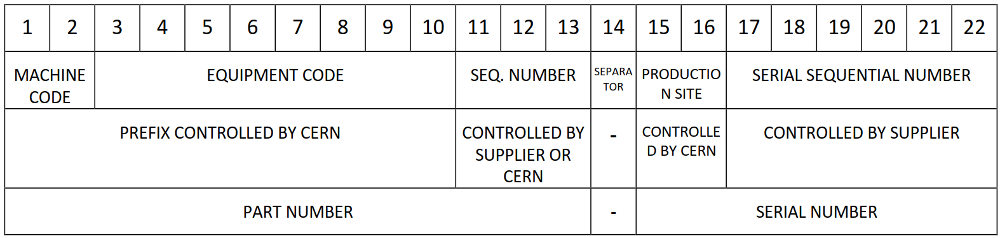 1 2 3 4 5 6 7 8 9 10 11 12 13 14 15 16 17 18 19 20 21 22
MACHINE
CODE
EQUIPMENT CODE
SEQ. NUMBER
SEPARA
TOR
PRODUCTIO
N SITE
SERIAL SEQUENTIAL NUMBER
PREFIX CONTROLLED BY CERN
CONTROLLED BY
SUPPLIER OR
CERN
-
CONTROLLE
D BY CERN
CONTROLLED BY SUPPLIER
PART NUMBER
-
SERIAL NUMBER